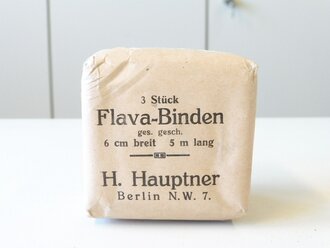 3 Stück
Flava-Binden
ges. gesch.
6 cm breit 5 m lang
H. Hauptner
Berlin N.W. 7.